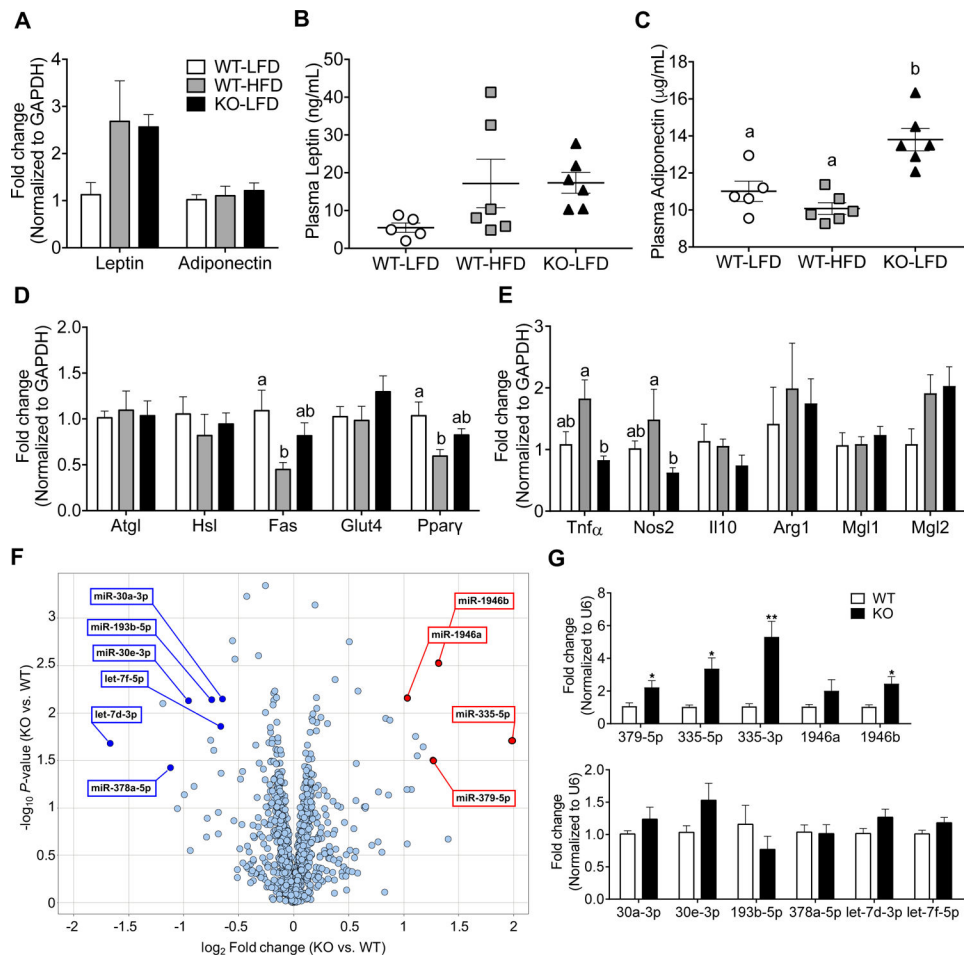 A
Fold change
(Normalized to GAPDH)
4
3
2
1
0
WT-LFD
WT-HFD
KO-LFD
Leptin Adiponectin
B
Plasma Leptin (ng/mL)
50
40
30
20
10
0
WT-LFD WT-HFD KO-LFD
C
Plasma Adiponectin (μg/mL)
18
16
14
12
10
8
a
a
b
WT-LFD WT-HFD KO-LFD
D
Fold change
(Normalized to GAPDH)
2.0
1.5
1.0
0.5
0.0
a
b
ab
a
b
ab
Atgl Hsl Fas Glut4 Pparγ
E
Fold change
(Normalized to GAPDH)
3
2
1
0
ab
a
b
ab
a
b
Tnfα Nos2 Il10 Arg1 Mgl1 Mgl2
F
-log10 P-value (KO vs. WT)
3
2.5
2
1.5
1
0.5
0
miR-30a-3p
miR-193b-5p
miR-30e-3p
let-7f-5p
let-7d-3p
miR-378a-5p
miR-1946b
miR-1946a
miR-335-5p
miR-379-5p
-2 -1.5 -1 -0.5 0 0.5 1 1.5 2
log2 Fold change (KO vs. WT)
G
Fold change
(Normalized to U6)
8
6
4
2
0
WT
KO
*
*
**
*
379-5p 335-5p 335-3p 1946a 1946b
Fold change
(Normalized to U6)
2.0
1.5
1.0
0.5
0.0
30a-3p 30e-3p 193b-5p 378a-5p let-7d-3p let-7f-5p